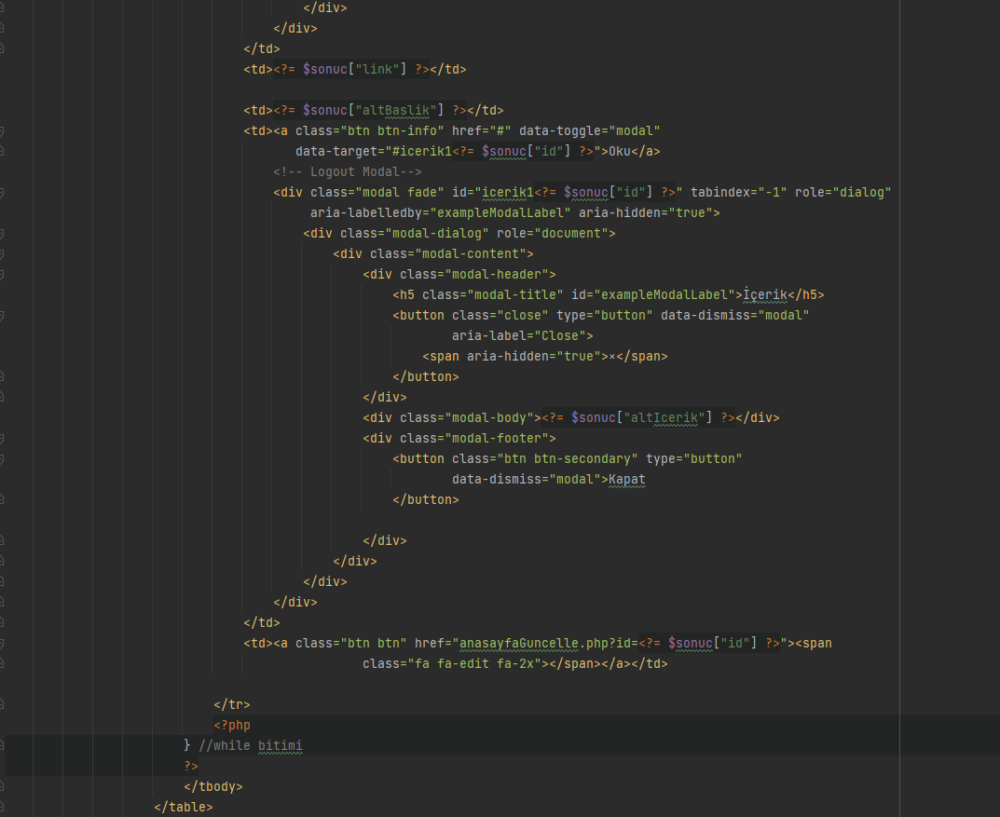 </div>
</div>
</td>
<td><?= $sonuc["link"] ?></td>
<td><?= $sonuc["altBaslik"] ?></td>
<td><a class="btn btn-info" href="#" data-toggle="modal"
data-target="#icerik1<?= $sonuc["id"] ?>">Oku</a>
<!-- Logout Modal-->
<div class="modal fade" id="icerik1<?= $sonuc["id"] ?>" tabindex="-1" role="dialog"
aria-labelledby="exampleModalLabel" aria-hidden="true">
<div class="modal-dialog" role="document">
<div class="modal-content">
<div class="modal-header">
<h5 class="modal-title" id="exampleModalLabel">İçerik</h5>
<button class="close" type="button" data-dismiss="modal"
aria-label="Close">
<span aria-hidden="true">×</span>
</button>
</div>
<div class="modal-body"><?= $sonuc["altIcerik"] ?></div>
<div class="modal-footer">
<button class="btn btn-secondary" type="button"
data-dismiss="modal">Kapat
</button>
</div>
</div>
</div>
</div>
</td>
<td><a class="btn btn" href="anasayfaGuncelle.php?id=<?= $sonuc["id"] ?>"><span
class="fa fa-edit fa-2x"></span></a></td>
</tr>
<?php
} //while bitimi
?>
</tbody>
</table>